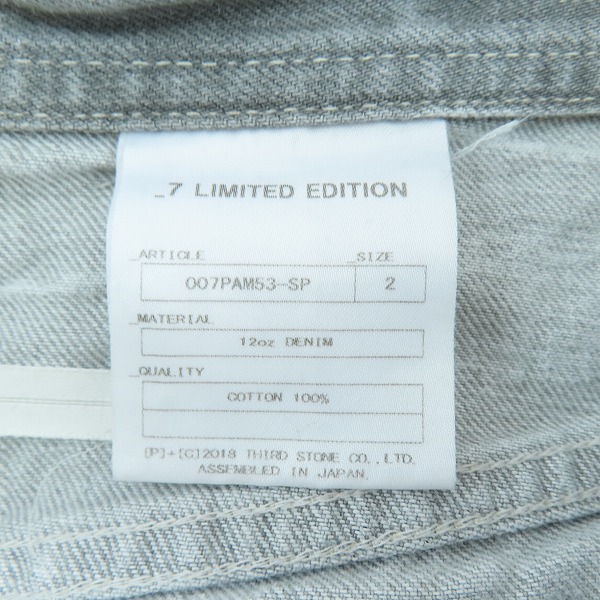 _7 LIMITED EDITION
_ARTICLE _SIZE
007PAM53-SP 2
_MATERIAL
12oz DENIM
_QUALITY
COTTON 100%
[P]+[C]2018 THIRD STONE CO.,LTD.
ASSEMBLED IN JAPAN.